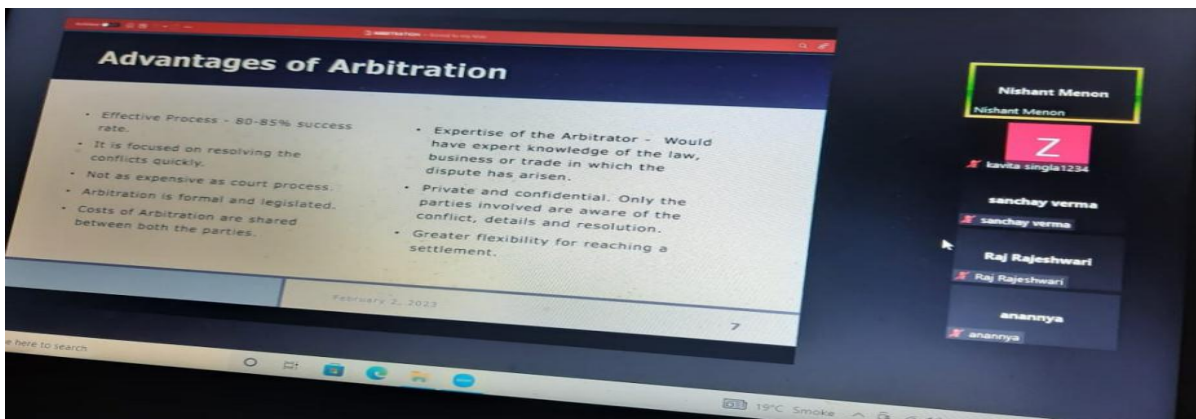 ARBITRATION
Advantages of Arbitration
• Effective Process - 80-85% success
rate.
• It is focused on resolving the
conflicts quickly.
• Not as expensive as court process.
• Arbitration is formal and legislated.
• Costs of Arbitration are shared
between both the parties.
• Expertise of the Arbitrator - Would
have expert knowledge of the law,
business or trade in which the
dispute has arisen.
• Private and confidential. Only the
parties involved are aware of the
conflict, details and resolution.
• Greater flexibility for reaching a
settlement.
February 2, 2023
7
Nishant Menon
Nishant Menon
Z
kavita singla1234
sanchay verma
sanchay verma
Raj Rajeshwari
Raj Rajeshwari
anannya
anannya
here to search
19°C Smoke